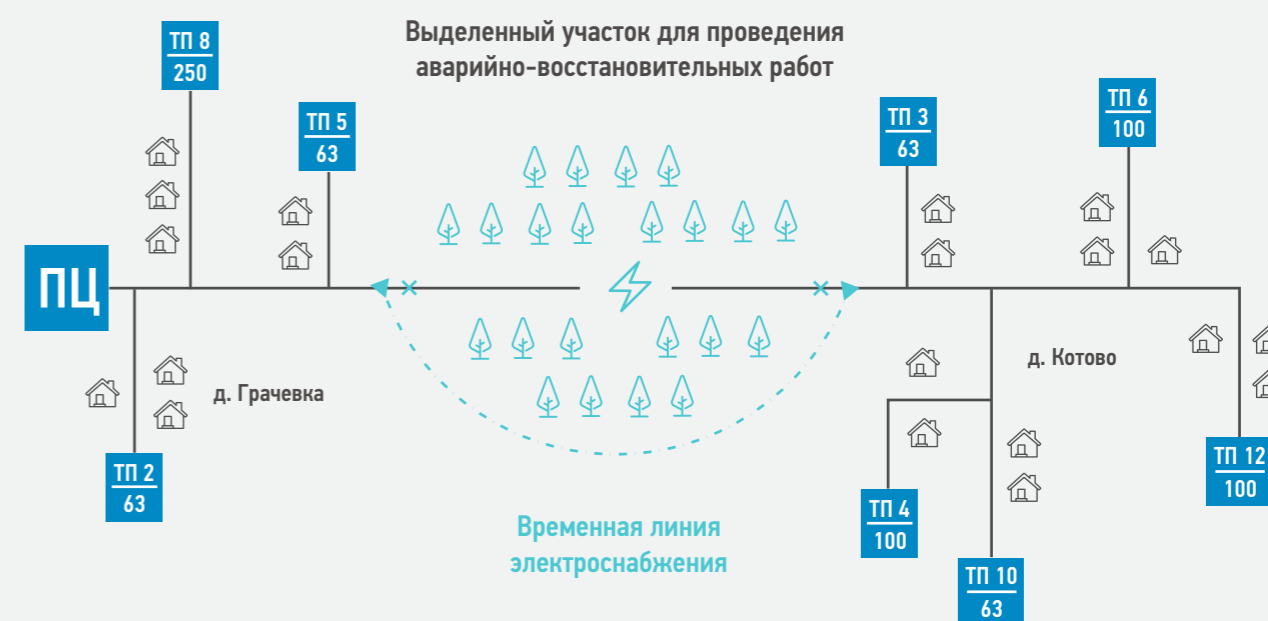 Выделенный участок для проведения
аварийно-восстановительных работ
ТП 8
250
ТП 5
63
ТП 3
63
ТП 6
100
ПЦ
д. Грачевка
д. Котово
ТП 2
63
ТП 12
100
ТП 4
100
Временная линия
электроснабжения
ТП 10
63